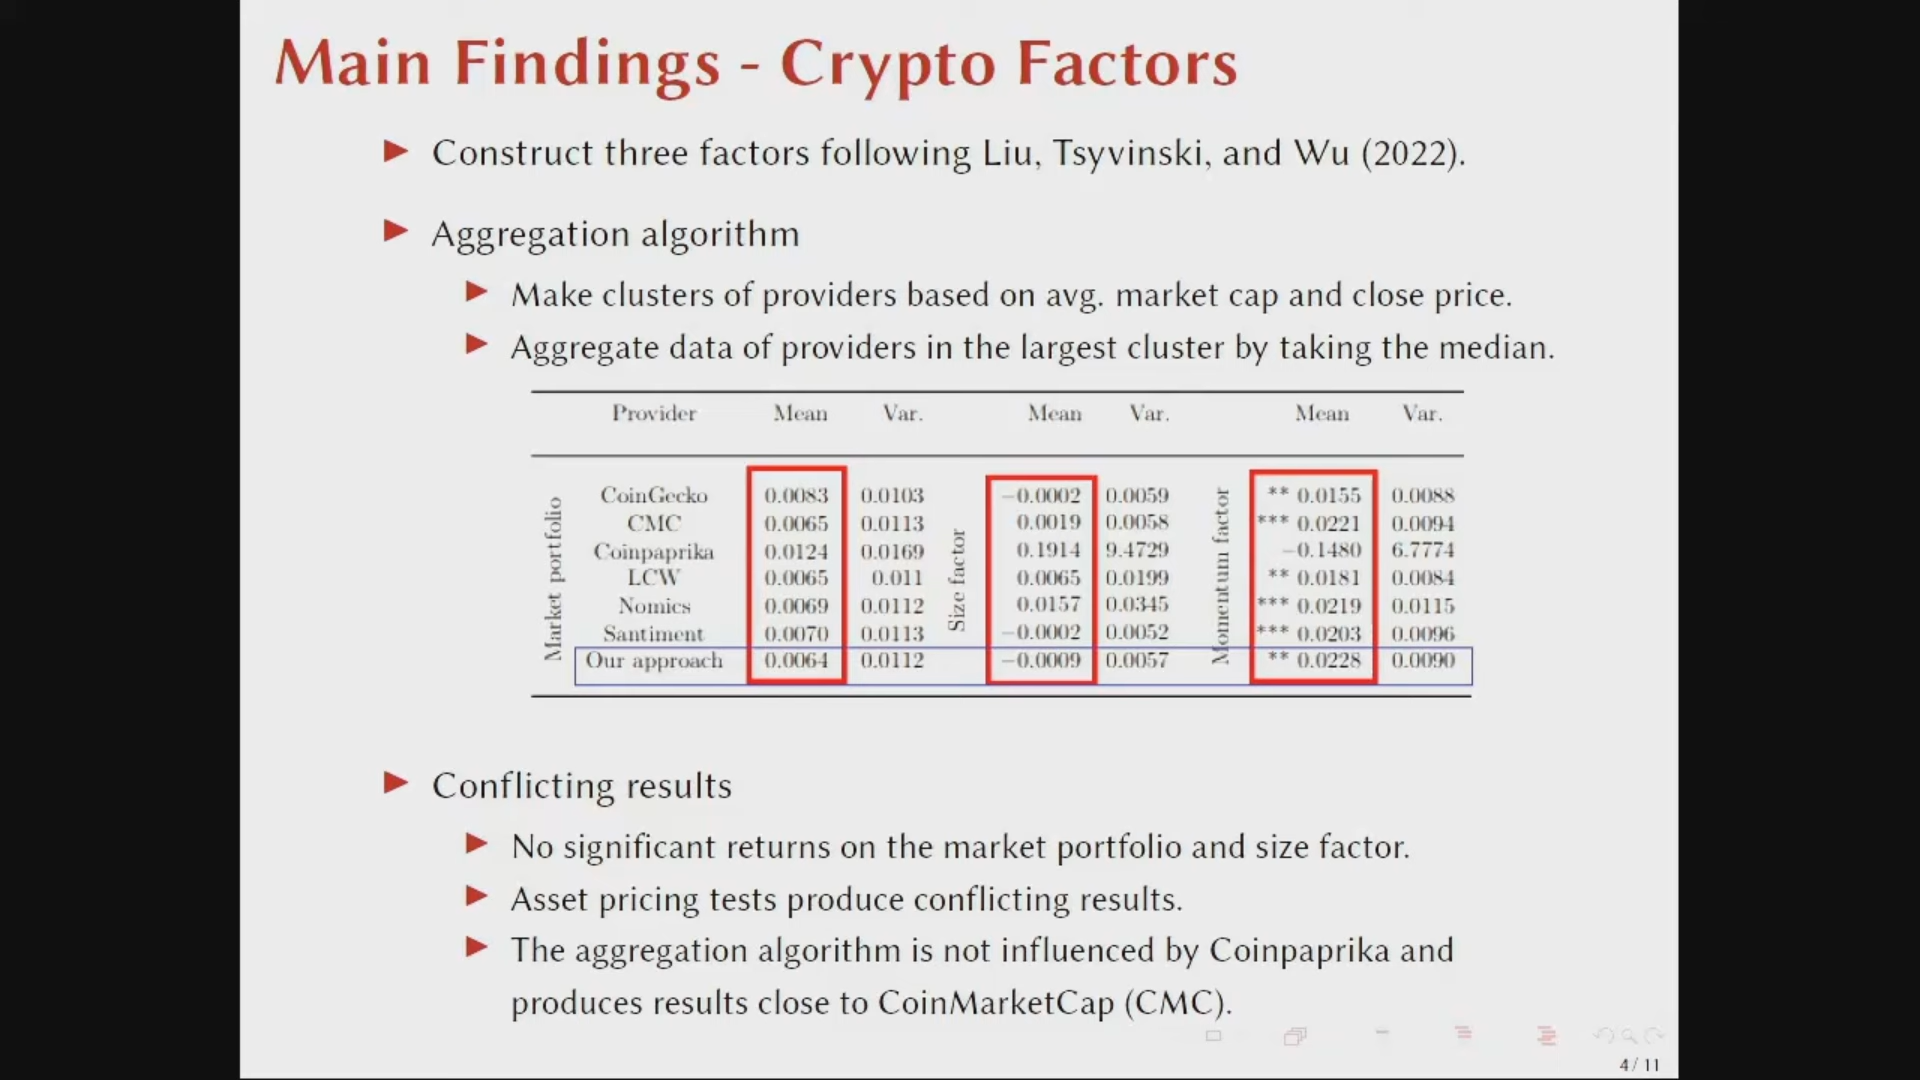 Main Findings - Crypto Factors
▶ Construct three factors following Liu, Tsyvinski, and Wu (2022).
▶ Aggregation algorithm
▶ Make clusters of providers based on avg. market cap and close price.
▶ Aggregate data of providers in the largest cluster by taking the median.
Provider Mean Var. Mean Var. Mean Var.
Market portfolio
Size factor
Momentum factor
CoinGecko 0.0083 0.0103 −0.0002 0.0059 ** 0.0155 0.0088
CMC 0.0065 0.0113 0.0019 0.0058 *** 0.0221 0.0094
Coinpaprika 0.0124 0.0169 0.1914 9.4729 −0.1480 6.7774
LCW 0.0065 0.011 0.0065 0.0199 ** 0.0181 0.0084
Nomics 0.0069 0.0112 0.0157 0.0345 *** 0.0219 0.0115
Santiment 0.0070 0.0113 −0.0002 0.0052 *** 0.0203 0.0096
Our approach 0.0064 0.0112 −0.0009 0.0057 ** 0.0228 0.0090
▶ Conflicting results
▶ No significant returns on the market portfolio and size factor.
▶ Asset pricing tests produce conflicting results.
▶ The aggregation algorithm is not influenced by Coinpaprika and
produces results close to CoinMarketCap (CMC).
4 / 11